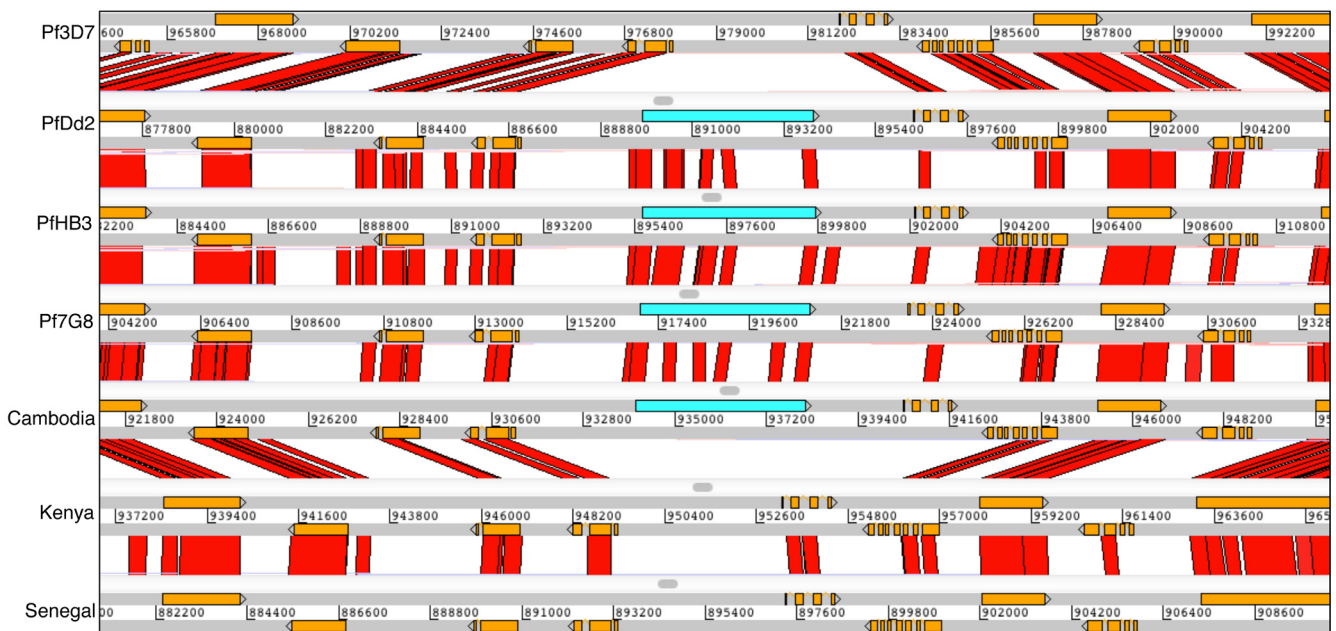 Pf3D7
600 965800 968000 970200 972400 974600 976800 979000 981200 983400 985600 987800 990000 992200
PfDd2
877800 880000 882200 884400 886600 888800 891000 893200 895400 897600 899800 902000 904200
PfHB3
32200 884400 886600 888800 891000 893200 895400 897600 899800 902000 904200 906400 908600 910800
Pf7G8
904200 906400 908600 910800 913000 915200 917400 919600 921800 924000 926200 928400 930600 9328
Cambodia
921800 924000 926200 928400 930600 932800 935000 937200 939400 941600 943800 946000 948200 95
Kenya
937200 939400 941600 943800 946000 948200 950400 952600 954800 957000 959200 961400 963600 965
Senegal
00 882200 884400 886600 888800 891000 893200 895400 897600 899800 902000 904200 906400 908600